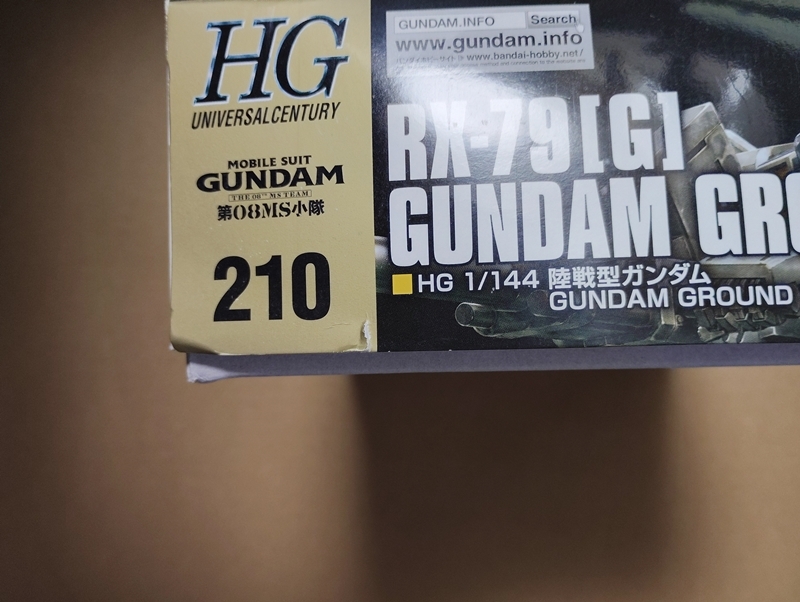 HG
UNIVERSAL CENTURY
MOBILE SUIT
GUNDAM
THE 08TH MS TEAM
第08MS小隊
210
GUNDAM.INFO Search
www.gundam.info
www.bandai-hobby.net/
RX-79[G]
GUNDAM GRO
HG 1/144 陸戦型ガンダム
GUNDAM GROUND